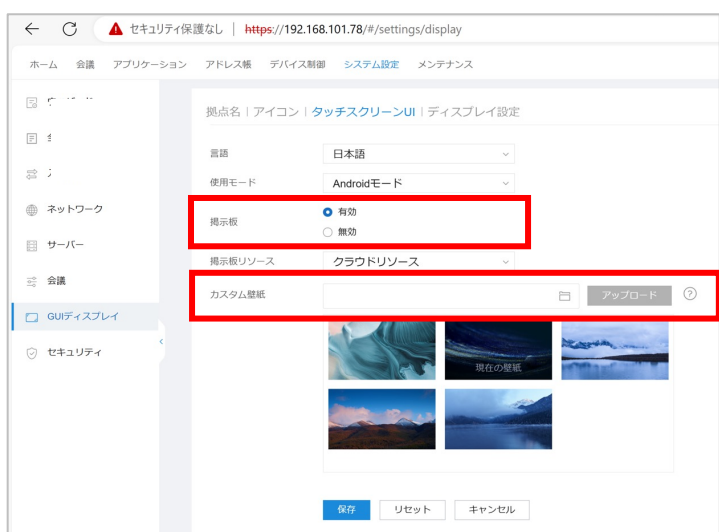 セキュリティ保護なし https://192.168.101.78/#/settings/display
ホーム 会議 アプリケーション アドレス帳 デバイス制御 システム設定 メンテナンス
拠点名 | アイコン | タッチスクリーンUI | ディスプレイ設定
言語 日本語
使用モード Androidモード
ネットワーク
掲示板 有効
無効
サーバー
掲示板リソース クラウドリソース
会議
カスタム壁紙 アップロード ?
GUIディスプレイ
セキュリティ
現在の壁紙
保存 リセット キャンセル